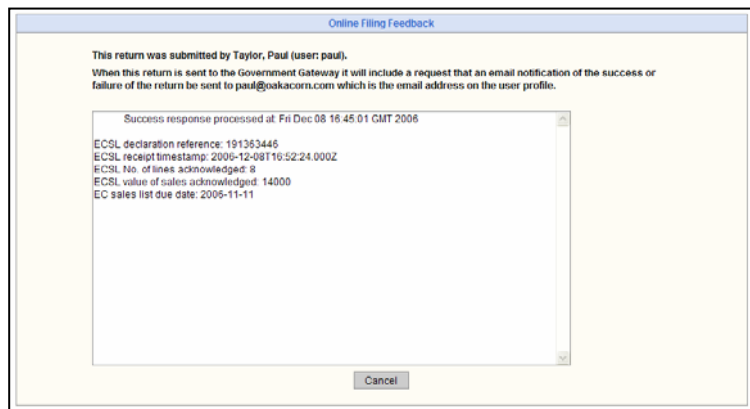 Online Filing Feedback
This return was submitted by Taylor, Paul (user: paul).
When this return is sent to the Government Gateway it will include a request that an email notification of the success or
failure of the return be sent to paul@oakacorn.com which is the email address on the user profile.
Success response processed at: Fri Dec 08 16:45:01 GMT 2006
ECSL declaration reference: 191363446
ECSL receipt timestamp: 2006-12-08T16:52:24.000Z
ECSL No. of lines acknowledged: 8
ECSL value of sales acknowledged: 14000
EC sales list due date: 2006-11-11
Cancel